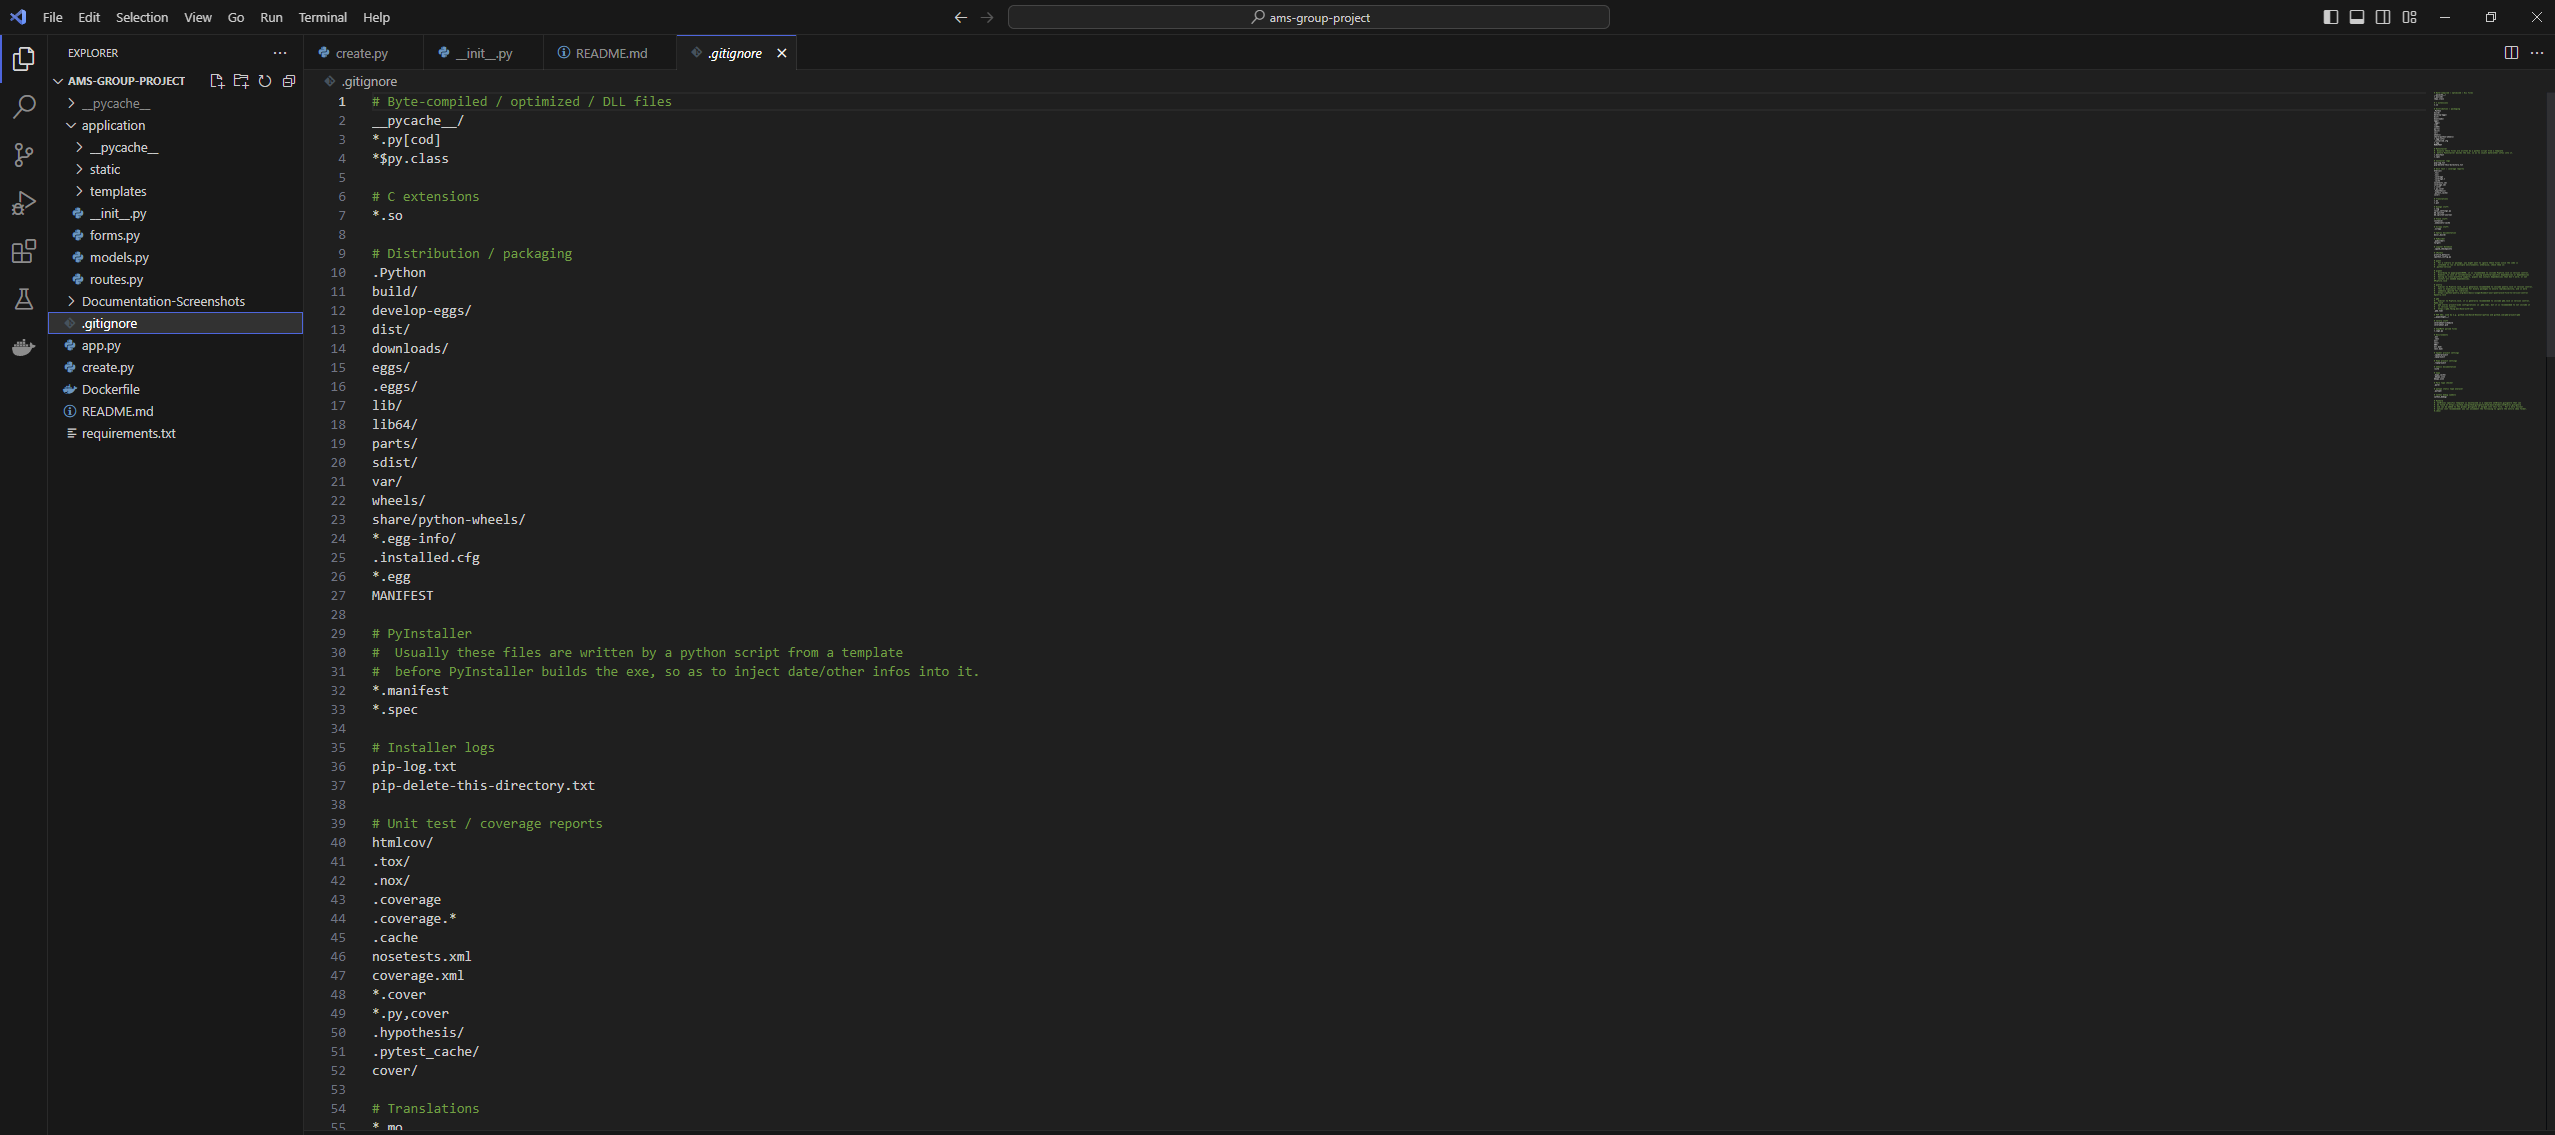 File Edit Selection View Go Run Terminal Help
ams-group-project
EXPLORER
AMS-GROUP-PROJECT
__pycache__
application
__pycache__
static
templates
__init__.py
forms.py
models.py
routes.py
Documentation-Screenshots
.gitignore
app.py
create.py
Dockerfile
README.md
requirements.txt
create.py __init__.py README.md .gitignore
.gitignore
1 # Byte-compiled / optimized / DLL files
2 __pycache__/
3 *.py[cod]
4 *$py.class
5
6 # C extensions
7 *.so
8
9 # Distribution / packaging
10 .Python
11 build/
12 develop-eggs/
13 dist/
14 downloads/
15 eggs/
16 .eggs/
17 lib/
18 lib64/
19 parts/
20 sdist/
21 var/
22 wheels/
23 share/python-wheels/
24 *.egg-info/
25 .installed.cfg
26 *.egg
27 MANIFEST
28
29 # PyInstaller
30 #  Usually these files are written by a python script from a template
31 #  before PyInstaller builds the exe, so as to inject date/other infos into it.
32 *.manifest
33 *.spec
34
35 # Installer logs
36 pip-log.txt
37 pip-delete-this-directory.txt
38
39 # Unit test / coverage reports
40 htmlcov/
41 .tox/
42 .nox/
43 .coverage
44 .coverage.*
45 .cache
46 nosetests.xml
47 coverage.xml
48 *.cover
49 *.py,cover
50 .hypothesis/
51 .pytest_cache/
52 cover/
53
54 # Translations
55 *.mo